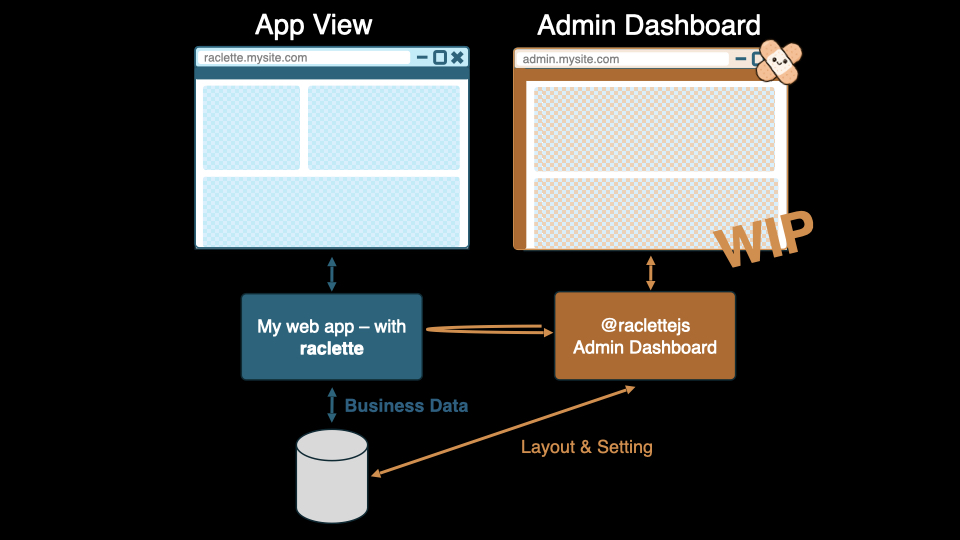 App View
Admin Dashboard
raclette.mysite.com
admin.mysite.com
WIP
My web app – with
raclette
@raclettejs
Admin Dashboard
Business Data
Layout & Setting